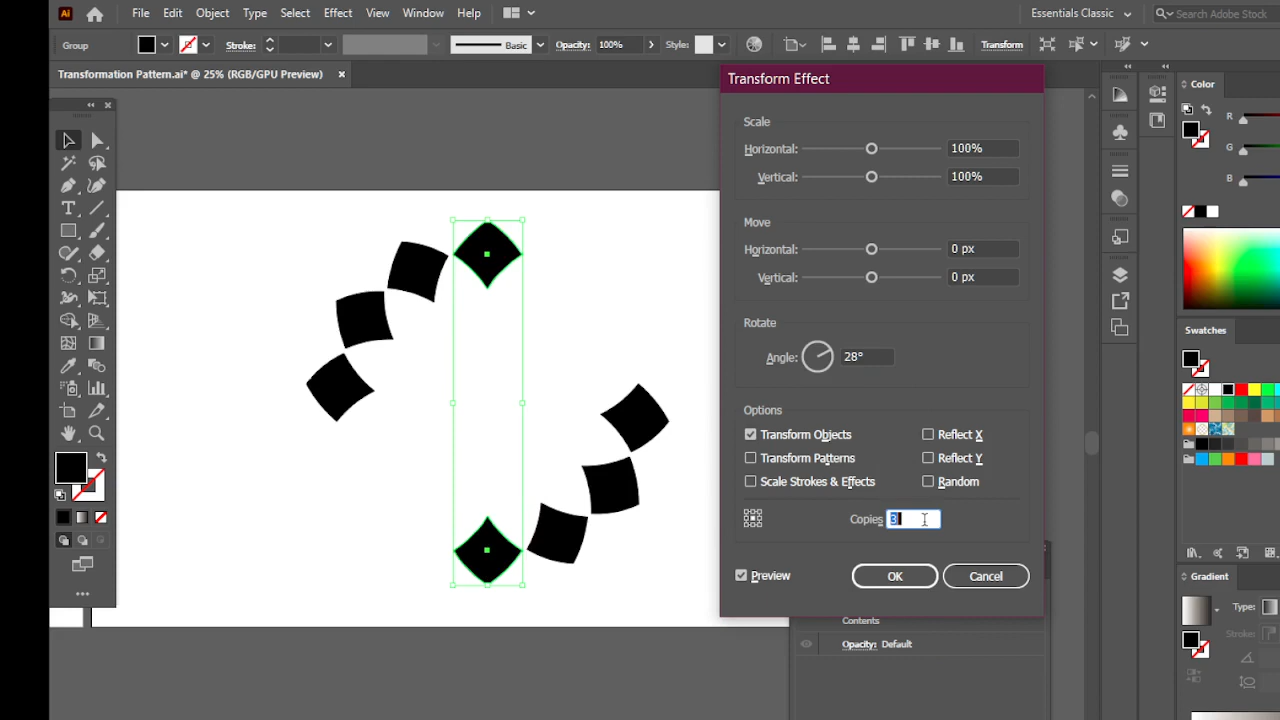 Ai File Edit Object Type Select Effect View Window Help Essentials Classic Search Adobe Stock
Group Stroke: Basic Opacity: 100% Style: Transform
Transformation Pattern.ai* @ 25% (RGB/GPU Preview) ×
Transform Effect
Color
Scale
R
Horizontal: 100%
G
Vertical: 100%
B
Move
Horizontal: 0 px
Vertical: 0 px
Rotate
Swatches
Angle: 28°
Options
Transform Objects Reflect X
Transform Patterns Reflect Y
Scale Strokes & Effects Random
Copies 3
Preview OK Cancel
Gradient
Type:
Contents
Stroke:
Opacity: Default